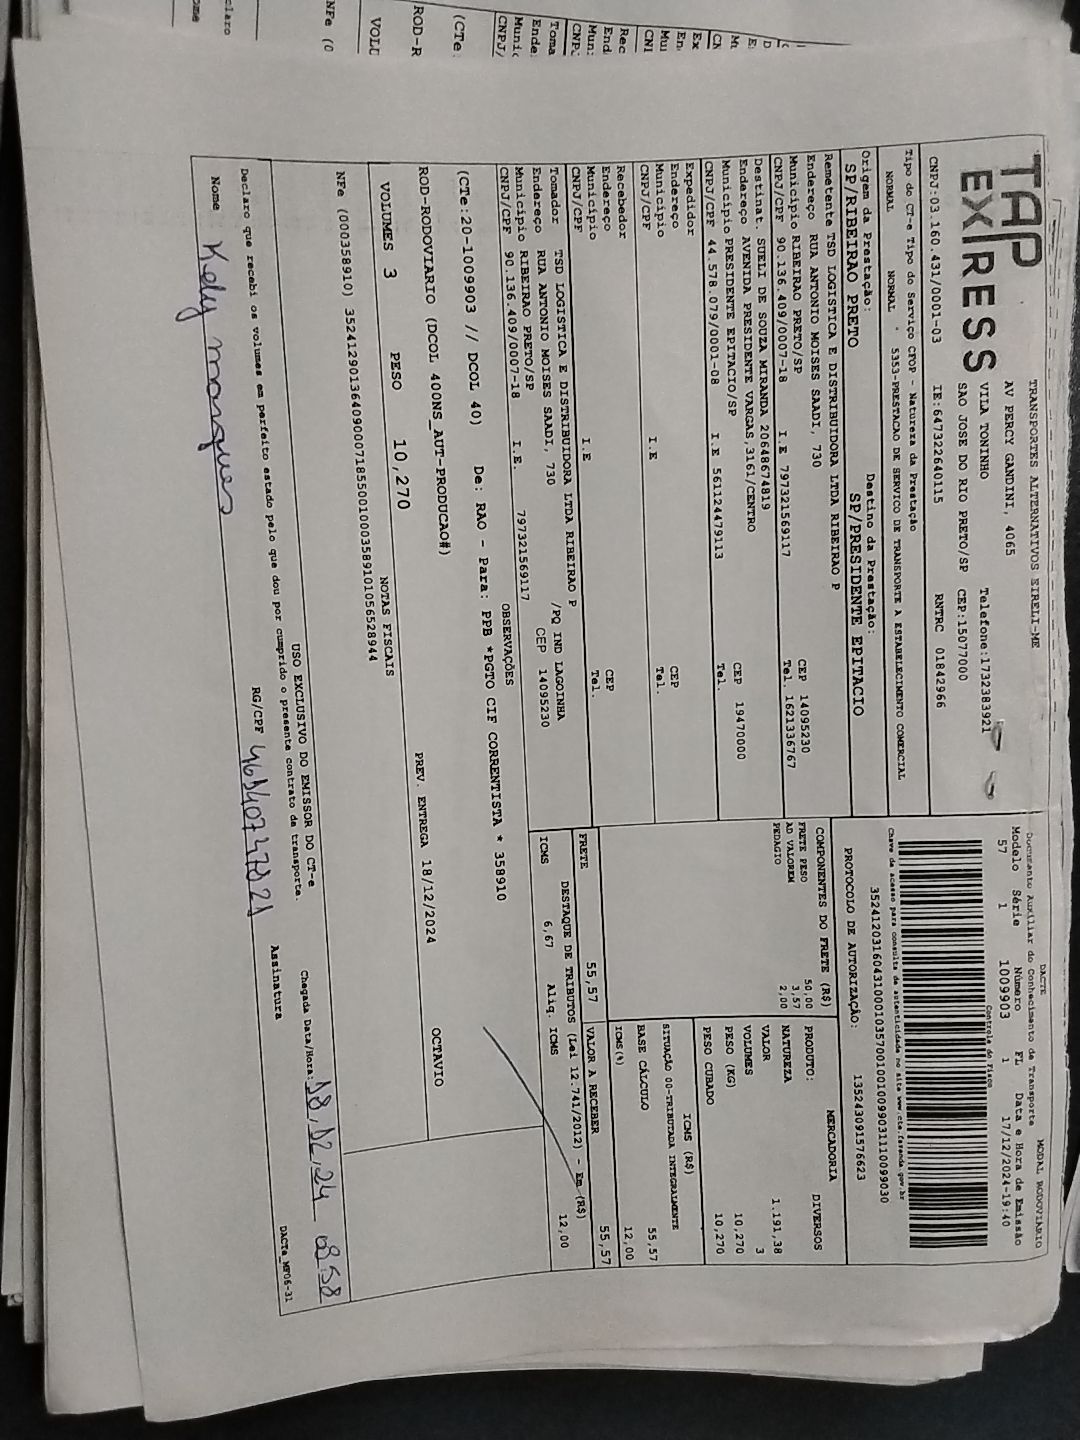 TAP
EXPRESS
TRANSPORTES ALTERNATIVOS EIRELI-ME
AV PERCY GANDINI, 4065
VILA TONINHO Telefone:1732383921
SAO JOSE DO RIO PRETO/SP CEP:15077000
CNPJ:03.160.431/0001-03 IE:647322640115 RNTRC 01842966
Tipo do CT-e Tipo do Serviço CFOP - Natureza da Prestação
NORMAL NORMAL 5353-PRESTACAO DE SERVICO DE TRANSPORTE A ESTABELECIMENTO COMERCIAL
Origem da Prestação: Destino da Prestação:
SP/RIBEIRAO PRETO SP/PRESIDENTE EPITACIO
Remetente TSD LOGISTICA E DISTRIBUIDORA LTDA RIBEIRAO P
Endereço RUA ANTONIO MOISES SAADI, 730 CEP 14095230
Municipio RIBEIRAO PRETO/SP Tel. 1621336767
CNPJ/CPF 90.136.409/0007-18 I.E 797321569117
Destinat. SUELI DE SOUZA MIRANDA 20648674819
Endereço AVENIDA PRESIDENTE VARGAS,3161/CENTRO CEP 19470000
Municipio PRESIDENTE EPITACIO/SP Tel.
CNPJ/CPF 44.578.079/0001-08 I.E 561124479113
Expedidor
Endereço CEP
Municipio Tel.
CNPJ/CPF I.E
Recebedor
Endereço CEP
Municipio Tel.
CNPJ/CPF I.E
Tomador TSD LOGISTICA E DISTRIBUIDORA LTDA RIBEIRAO P
Endereço RUA ANTONIO MOISES SAADI, 730 /PQ IND LAGOINHA
Municipio RIBEIRAO PRETO/SP CEP 14095230
CNPJ/CPF 90.136.409/0007-18 I.E. 797321569117
DACTE MODAL RODOVIARIO
Documento Auxiliar do Conhecimento de Transporte
Modelo Série Número FL Data e Hora de Emissão
57 1 1009903 1 17/12/2024-19:40
Controle do Fisco
Chave de acesso para consulta de autenticidade no site www.cte.fazenda.gov.br
35241203160431000103570010010099031110099030
PROTOCOLO DE AUTORIZAÇÃO: 135243091576623
COMPONENTES DO FRETE (R$)
FRETE PESO 50,00
AD VALOREM 3,57
PEDAGIO 2,00
MERCADORIA
PRODUTO: DIVERSOS
NATUREZA
VALOR 1.191,38
VOLUMES 3
PESO (KG) 10,270
PESO CUBADO 10,270
ICMS (R$)
SITUAÇÃO 00-TRIBUTADA INTEGRALMENTE
BASE CÁLCULO 55,57
ICMS(%) 12,00
FRETE 55,57 VALOR A RECEBER 55,57
DESTAQUE DE TRIBUTOS (Lei 12.741/2012) - Em (R$)
ICMS 6,67 Aliq. ICMS 12,00
OBSERVAÇÕES
(CTe:20-1009903 // DCOL 40) De: RAO - Para: PPB *PGTO CIF CORRENTISTA * 358910
ROD-RODOVIARIO (DCOL 400NS_AUT-PRODUCAO#) PREV. ENTREGA 18/12/2024 OCTAVIO
VOLUMES 3 PESO 10,270
NOTAS FISCAIS
NFe (000358910) 35241290136409000718550010003589101056528944
USO EXCLUSIVO DO EMISSOR DO CT-e
Declaro que recebi os volumes em perfeito estado pelo que dou por cumprido o presente contrato de transporte. Chegada Data/Hora: 18,12,24 08:58
Nome Kely marques RG/CPF Assinatura
DACTe_MF06-31